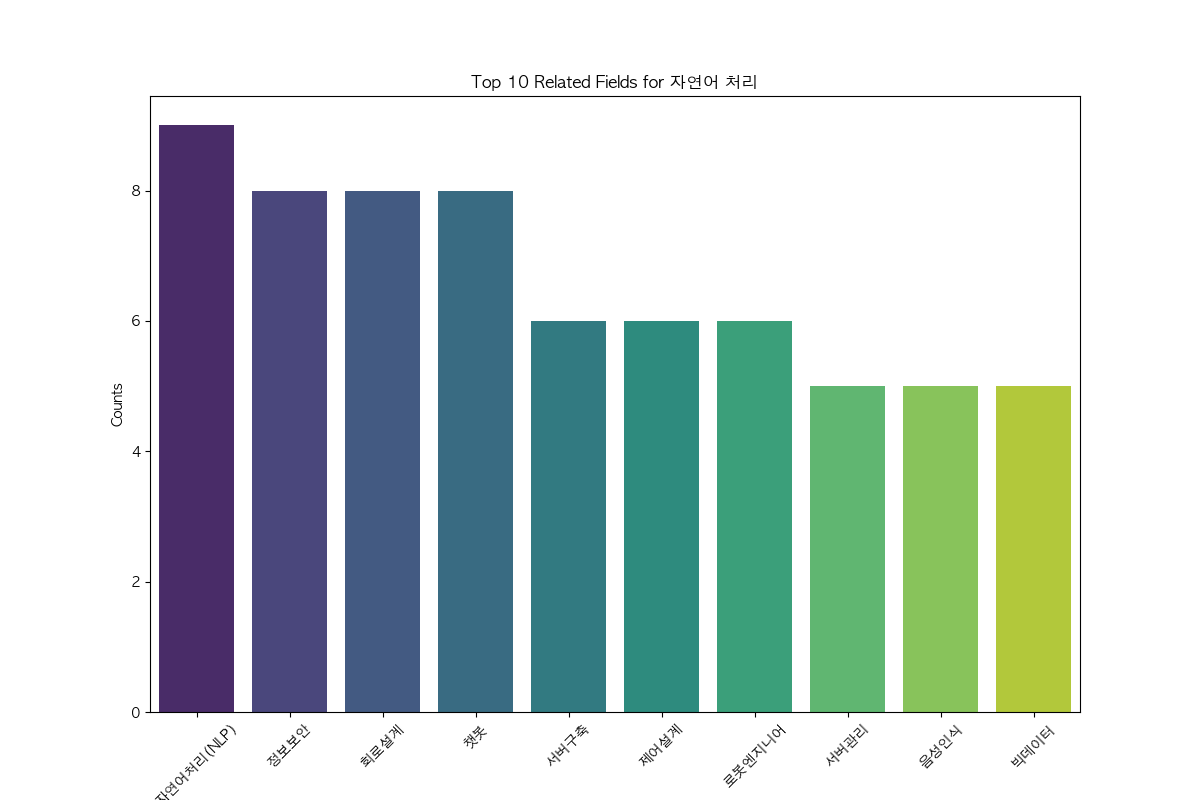 Top 10 Related Fields for 자연어 처리
Counts
8
6
4
2
0
자연어처리(NLP)
정보보안
회로설계
챗봇
서버구축
제어설계
로봇엔지니어
서버관리
음성인식
빅데이터